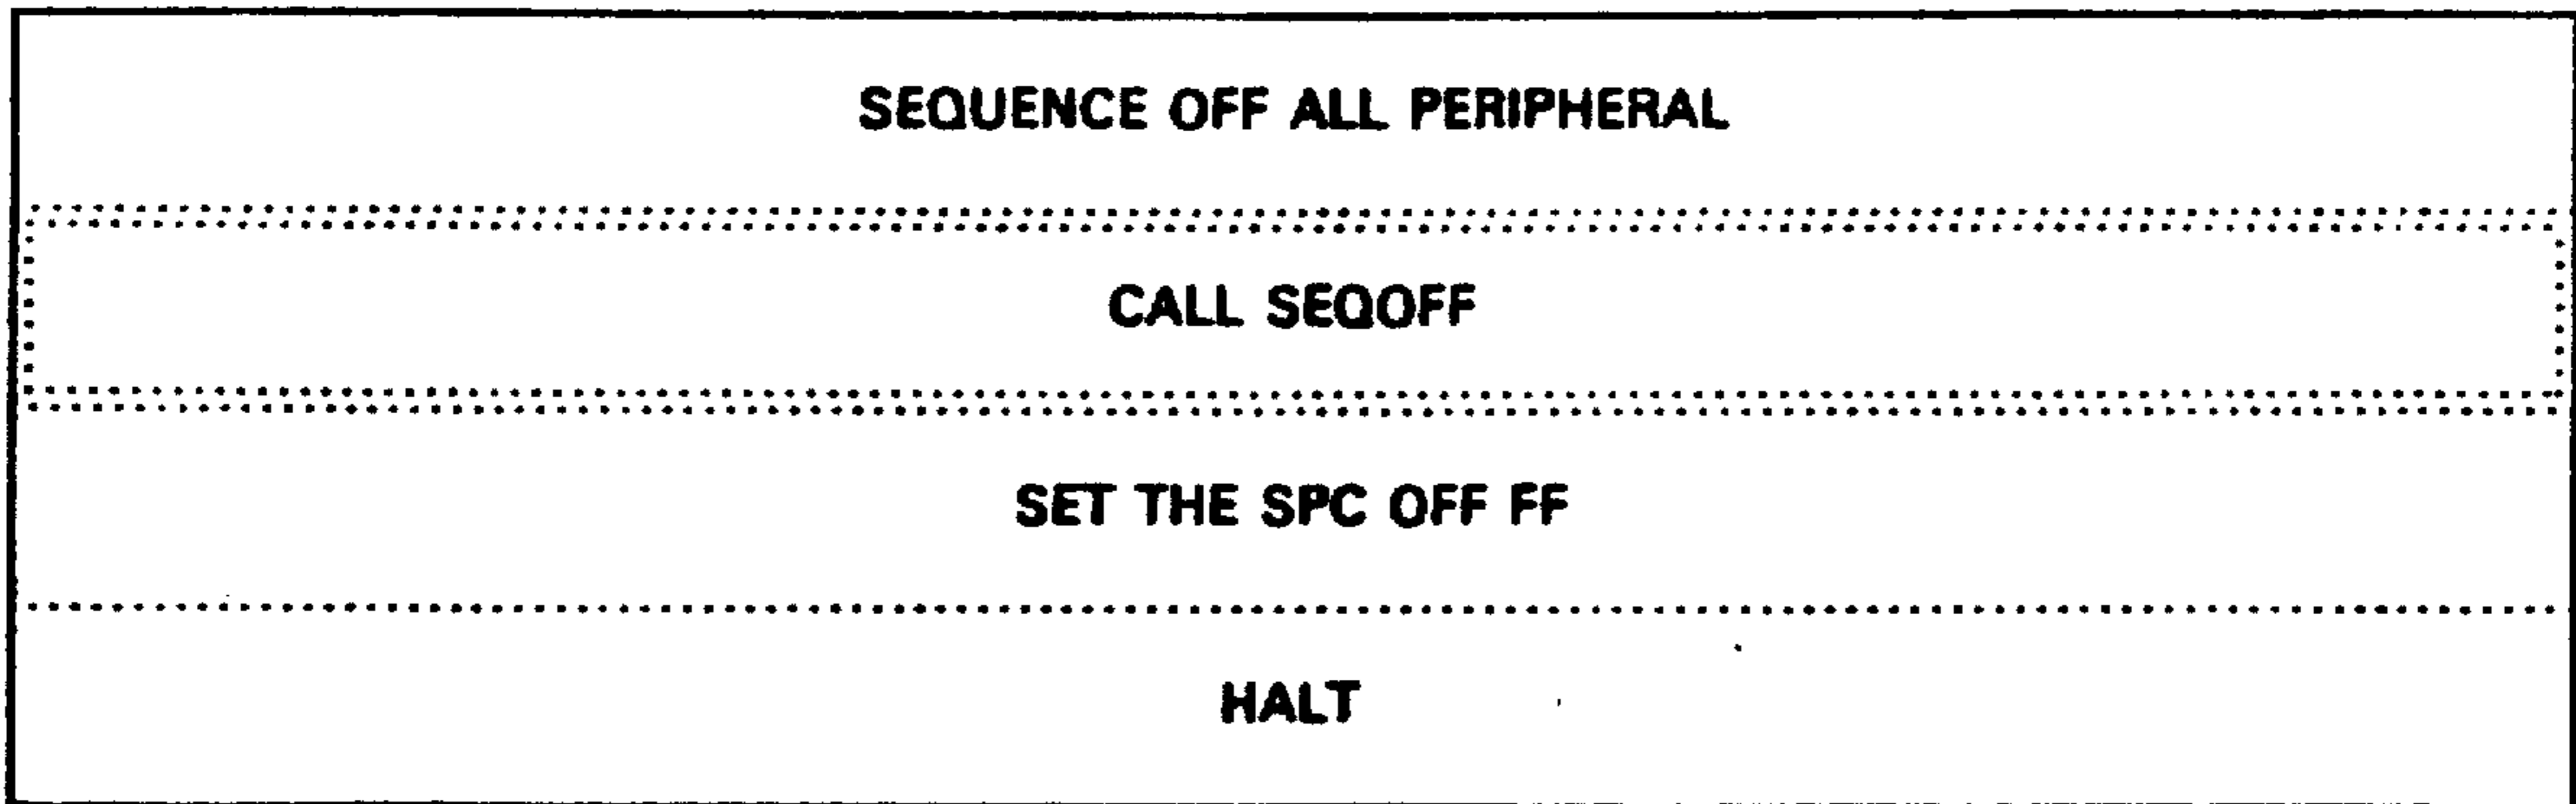 SEQUENCE OFF ALL PERIPHERAL
CALL SEQOFF
SET THE SPC OFF FF
HALT